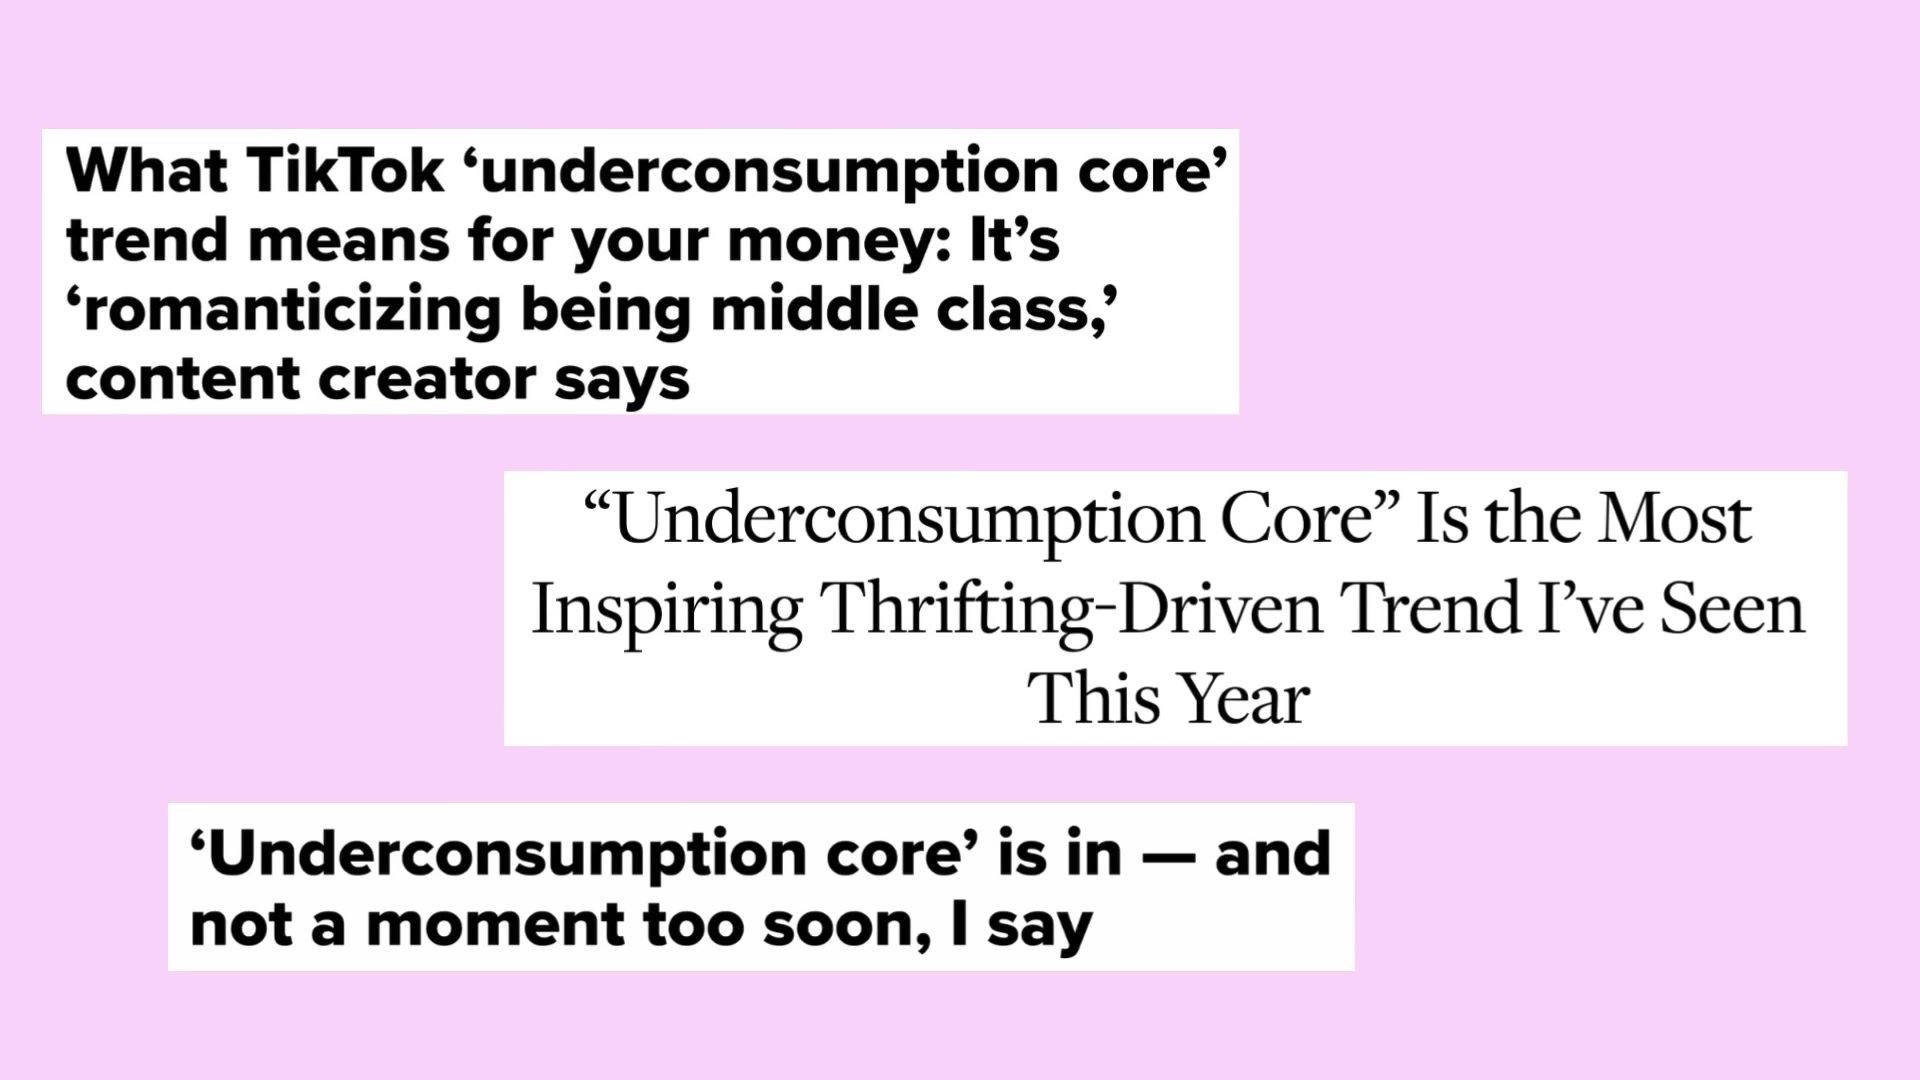 What TikTok ‘underconsumption core’
trend means for your money: It’s
‘romanticizing being middle class,’
content creator says
“Underconsumption Core” Is the Most
Inspiring Thrifting-Driven Trend I’ve Seen
This Year
‘Underconsumption core’ is in — and
not a moment too soon, I say